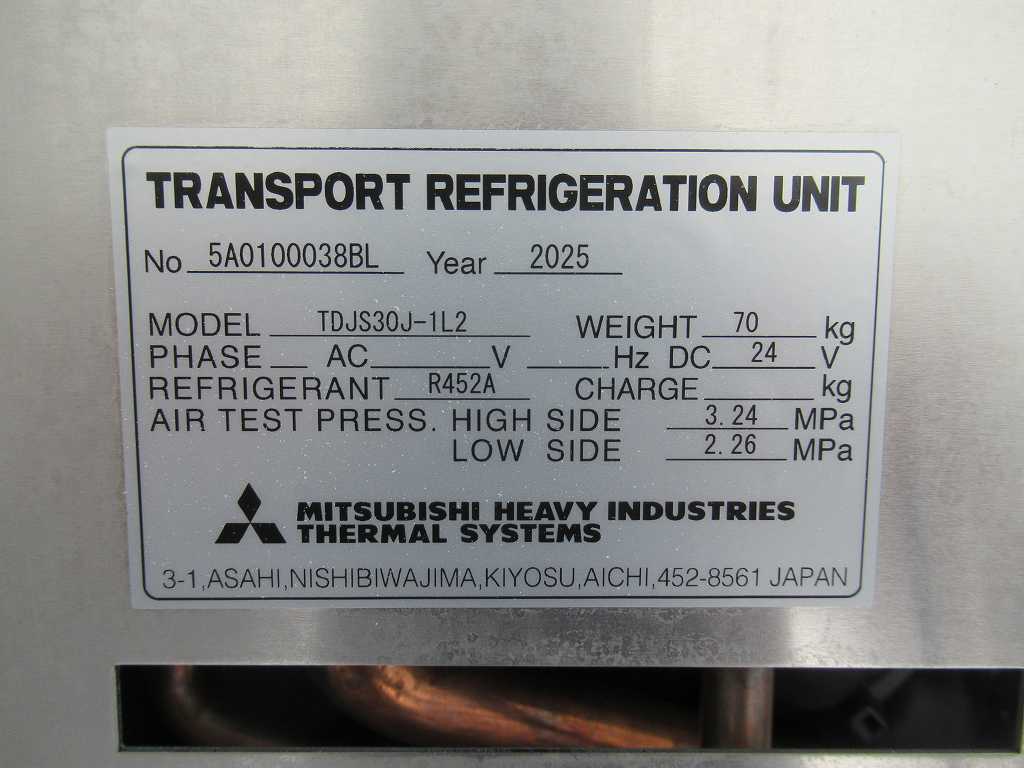 TRANSPORT REFRIGERATION UNIT
No 5A0100038BL Year 2025
MODEL TDJS30J-1L2 WEIGHT 70 kg
PHASE AC V Hz DC 24 V
REFRIGERANT R452A CHARGE kg
AIR TEST PRESS. HIGH SIDE 3.24 MPa
LOW SIDE 2.26 MPa
MITSUBISHI HEAVY INDUSTRIES
THERMAL SYSTEMS
3-1,ASAHI,NISHIBIWAJIMA,KIYOSU,AICHI,452-8561 JAPAN